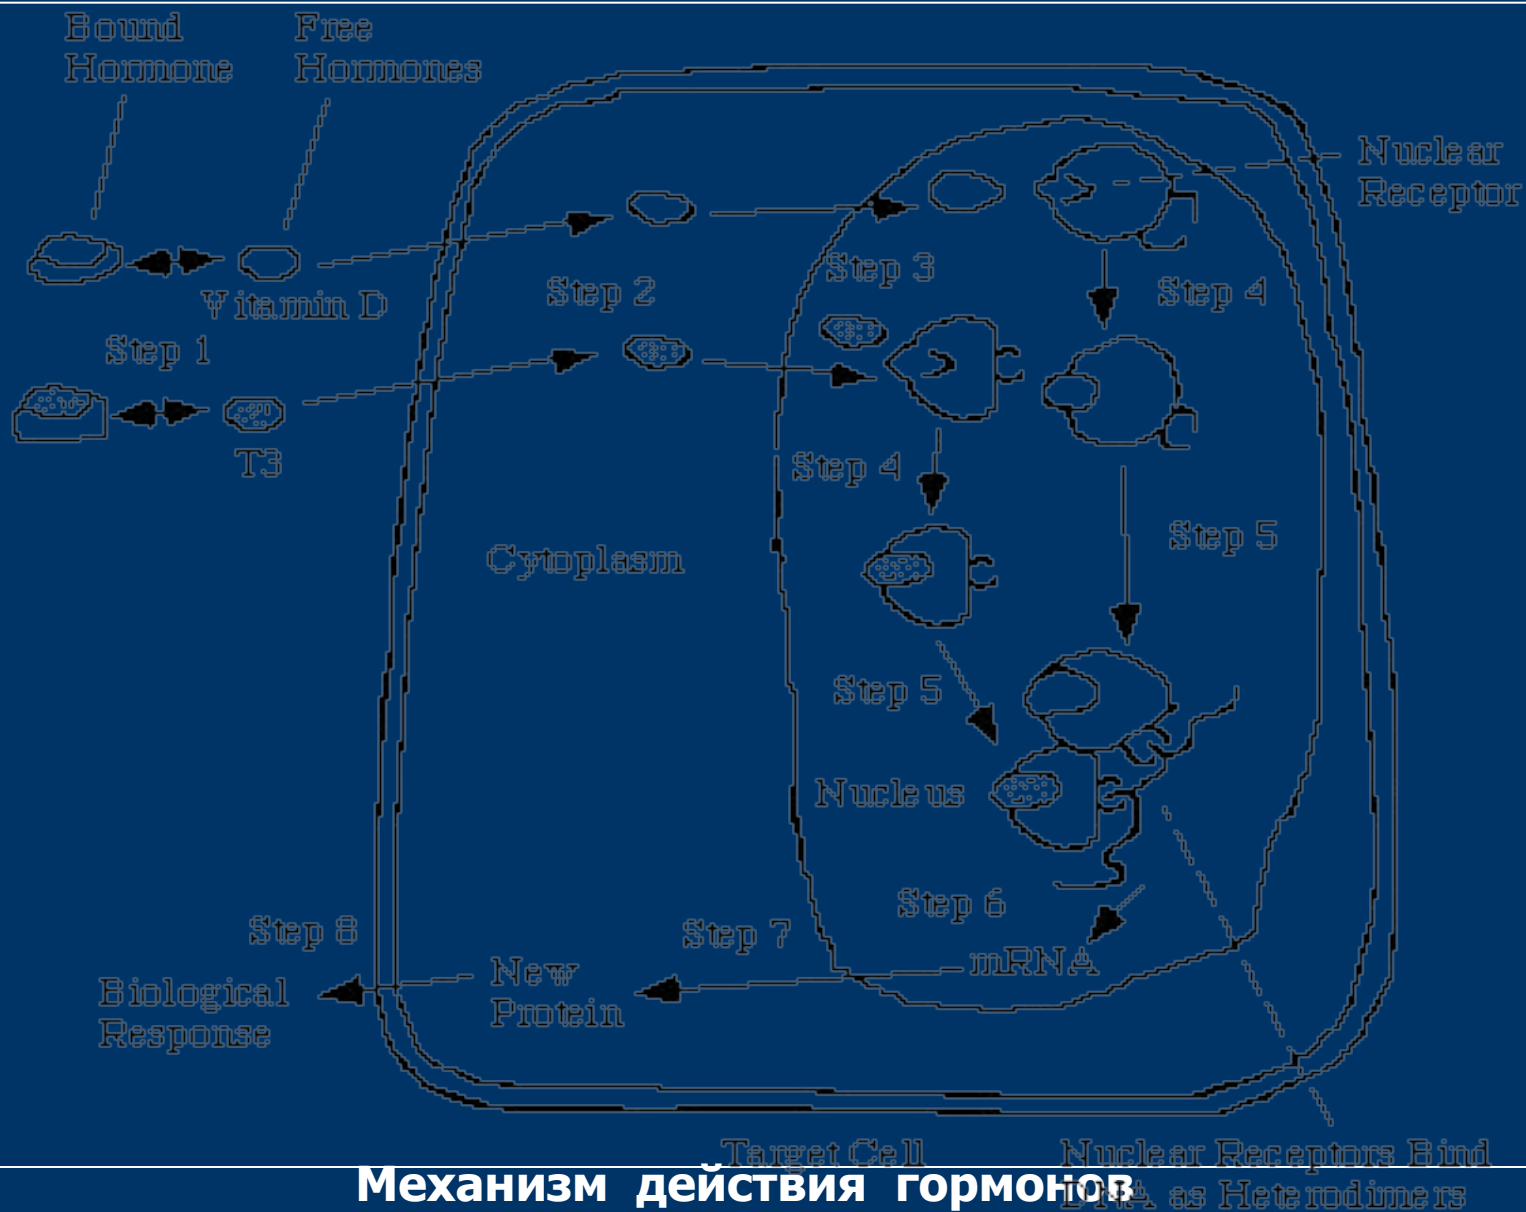 Bound
Hormone
Free
Hormones
Nuclear
Receptor
Vitamin D
Step 1
T3
Step 2
Step 3
Step 4
Step 4
Cytoplasm
Step 5
Step 5
Nucleus
Step 6
mRNA
Step 7
New
Protein
Step 8
Biological
Response
Target Cell
Nuclear Receptors Bind
DNA as Heterodimers
Механизм действия гормонов